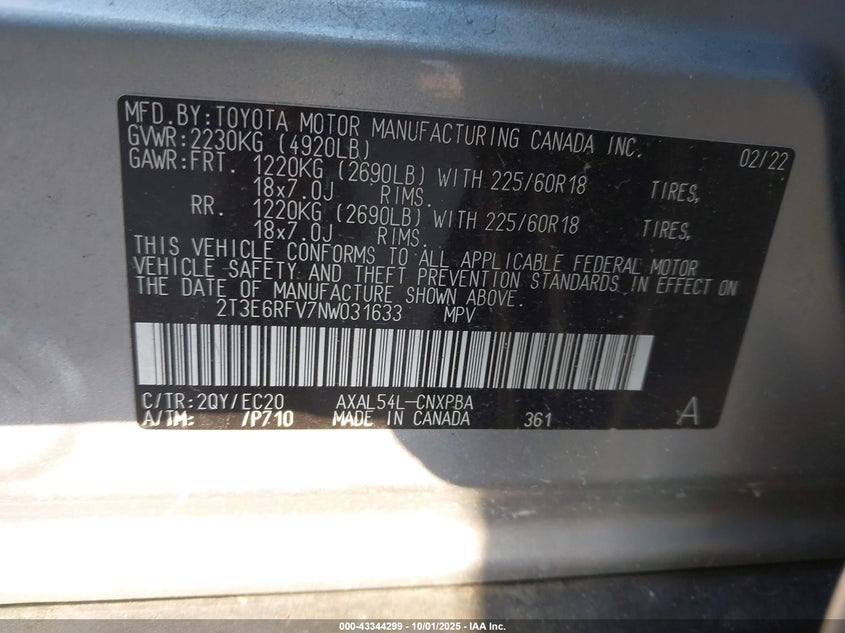 MFD.BY:TOYOTA MOTOR MANUFACTURING CANADA INC. 02/22
GVWR:2230KG (4920LB)
GAWR:FRT. 1220KG (2690LB) WITH 225/60R18 TIRES,
18x7.0J RIMS.
RR. 1220KG (2690LB) WITH 225/60R18 TIRES,
18x7.0J RIMS.
THIS VEHICLE CONFORMS TO ALL APPLICABLE FEDERAL MOTOR
VEHICLE SAFETY AND THEFT PREVENTION STANDARDS IN EFFECT ON
THE DATE OF MANUFACTURE SHOWN ABOVE.
2T3E6RFV7NW031633 MPV
C/TR:2QY/EC20 AXAL54L-CNXPBA
A/TM: /P710 MADE IN CANADA 361 A
000-43344299 • 10/01/2025 • IAA Inc.